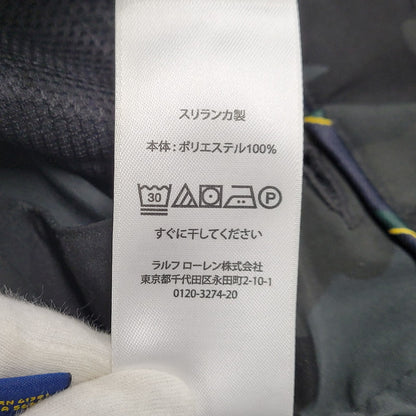 スリランカ製
本体：ポリエステル100%
30 P
すぐに干してください
ラルフ ローレン株式会社
東京都千代田区永田町2-10-1
0120-3274-20